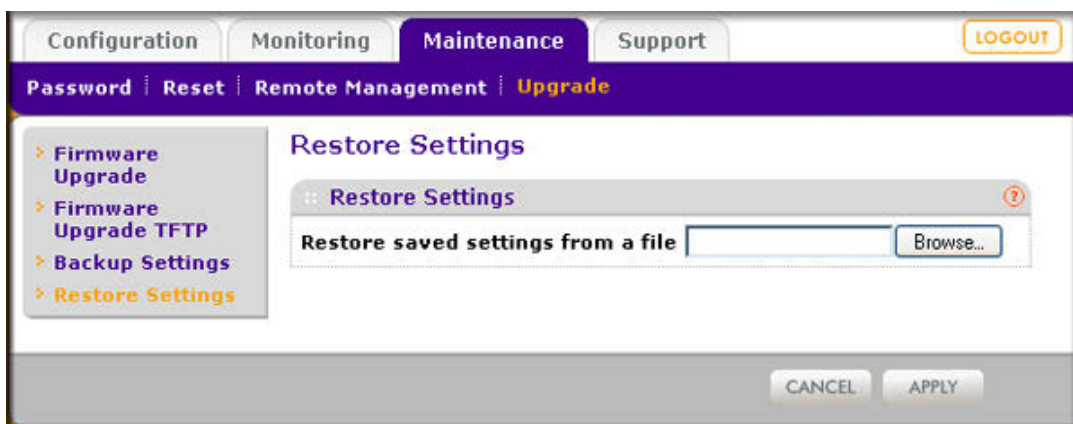 Configuration
Monitoring
Maintenance
Support
LOGOUT
Password
Reset
Remote Management
Upgrade
Firmware
Upgrade
Firmware
Upgrade TFTP
Backup Settings
Restore Settings
Restore Settings
Restore Settings
?
Restore saved settings from a file
Browse...
CANCEL
APPLY